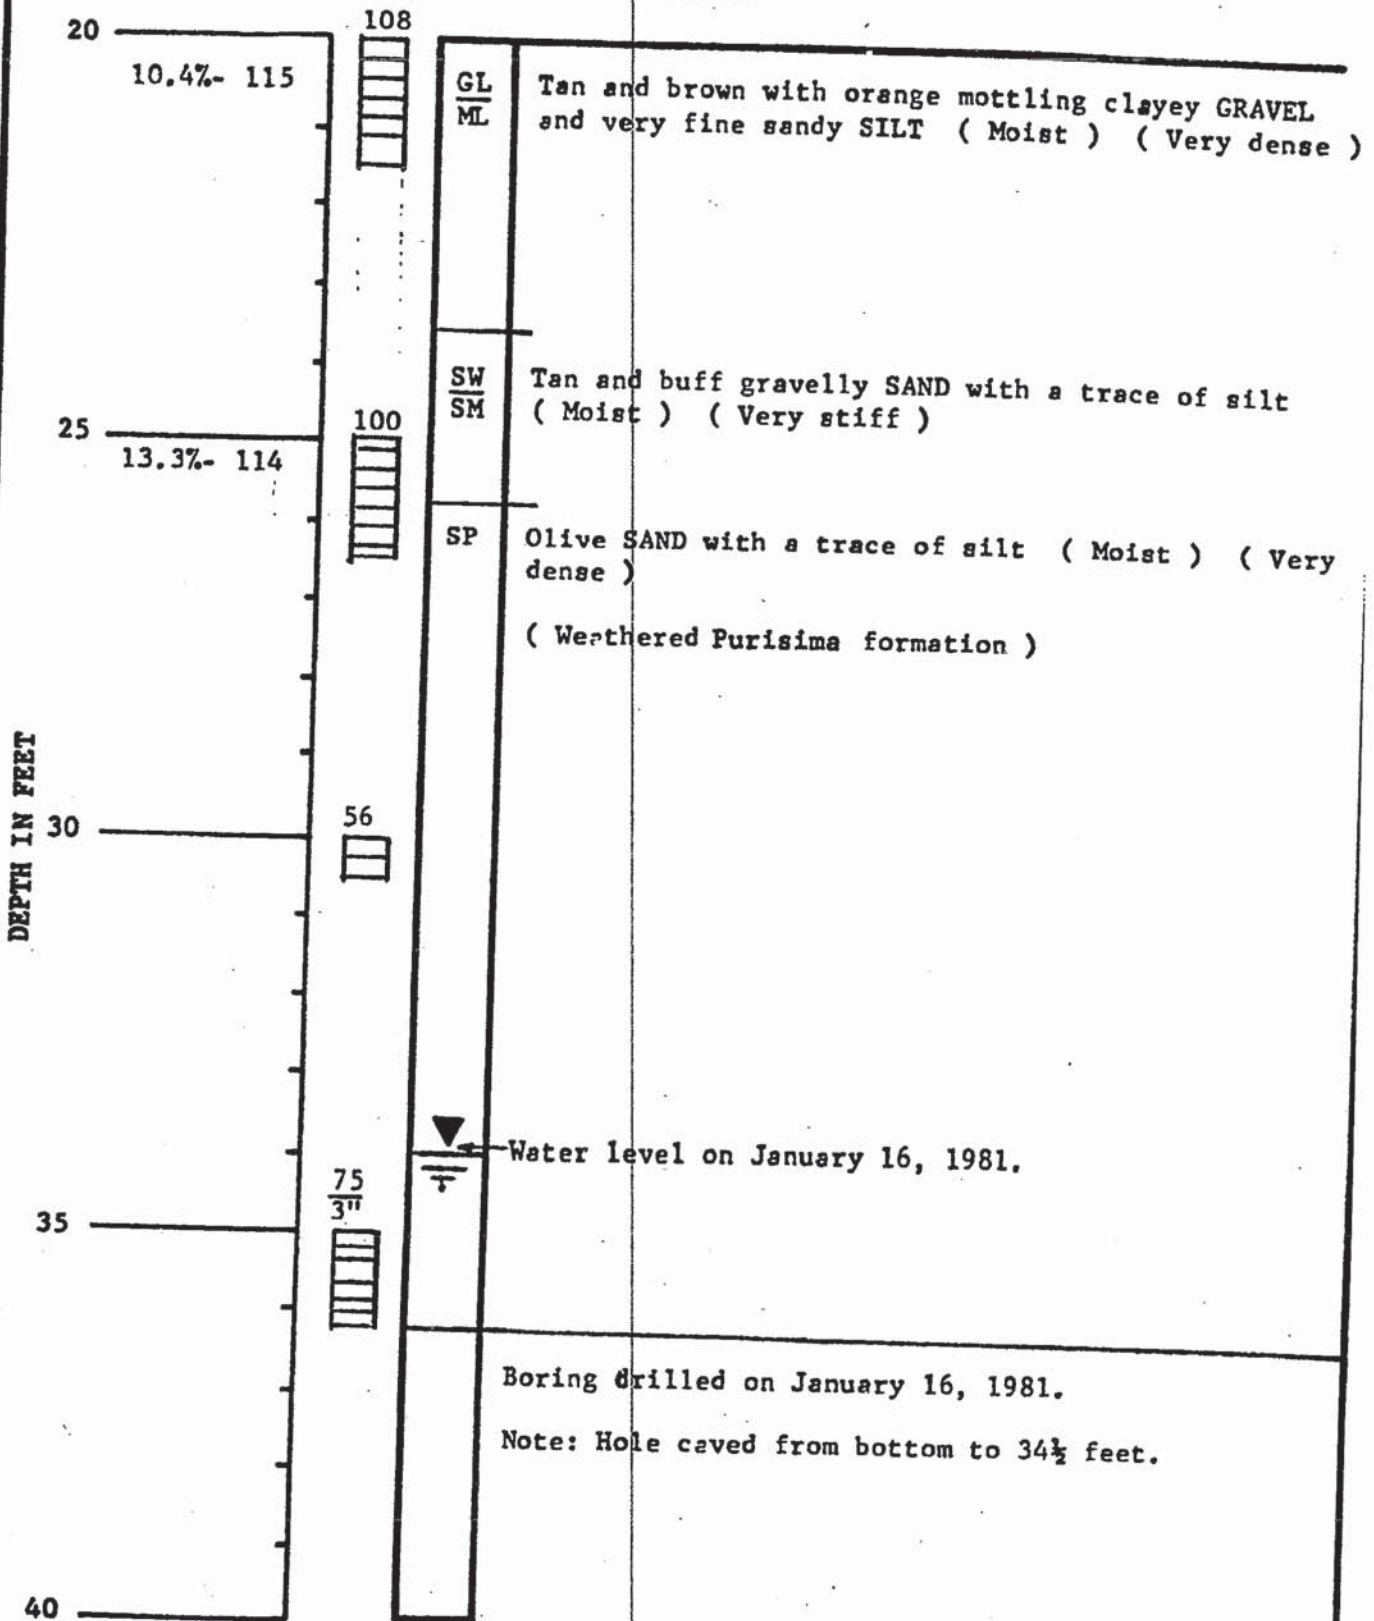 20
108
10.4%- 115
GL
ML
Tan and brown with orange mottling clayey GRAVEL
and very fine sandy SILT ( Moist ) ( Very dense )
SW
SM
Tan and buff gravelly SAND with a trace of silt
( Moist ) ( Very stiff )
25
100
13.3%- 114
SP
Olive SAND with a trace of silt ( Moist ) ( Very
dense )
( Weathered Purisima formation )
DEPTH IN FEET
30
56
Water level on January 16, 1981.
75
3"
35
Boring drilled on January 16, 1981.
Note: Hole caved from bottom to 34½ feet.
40